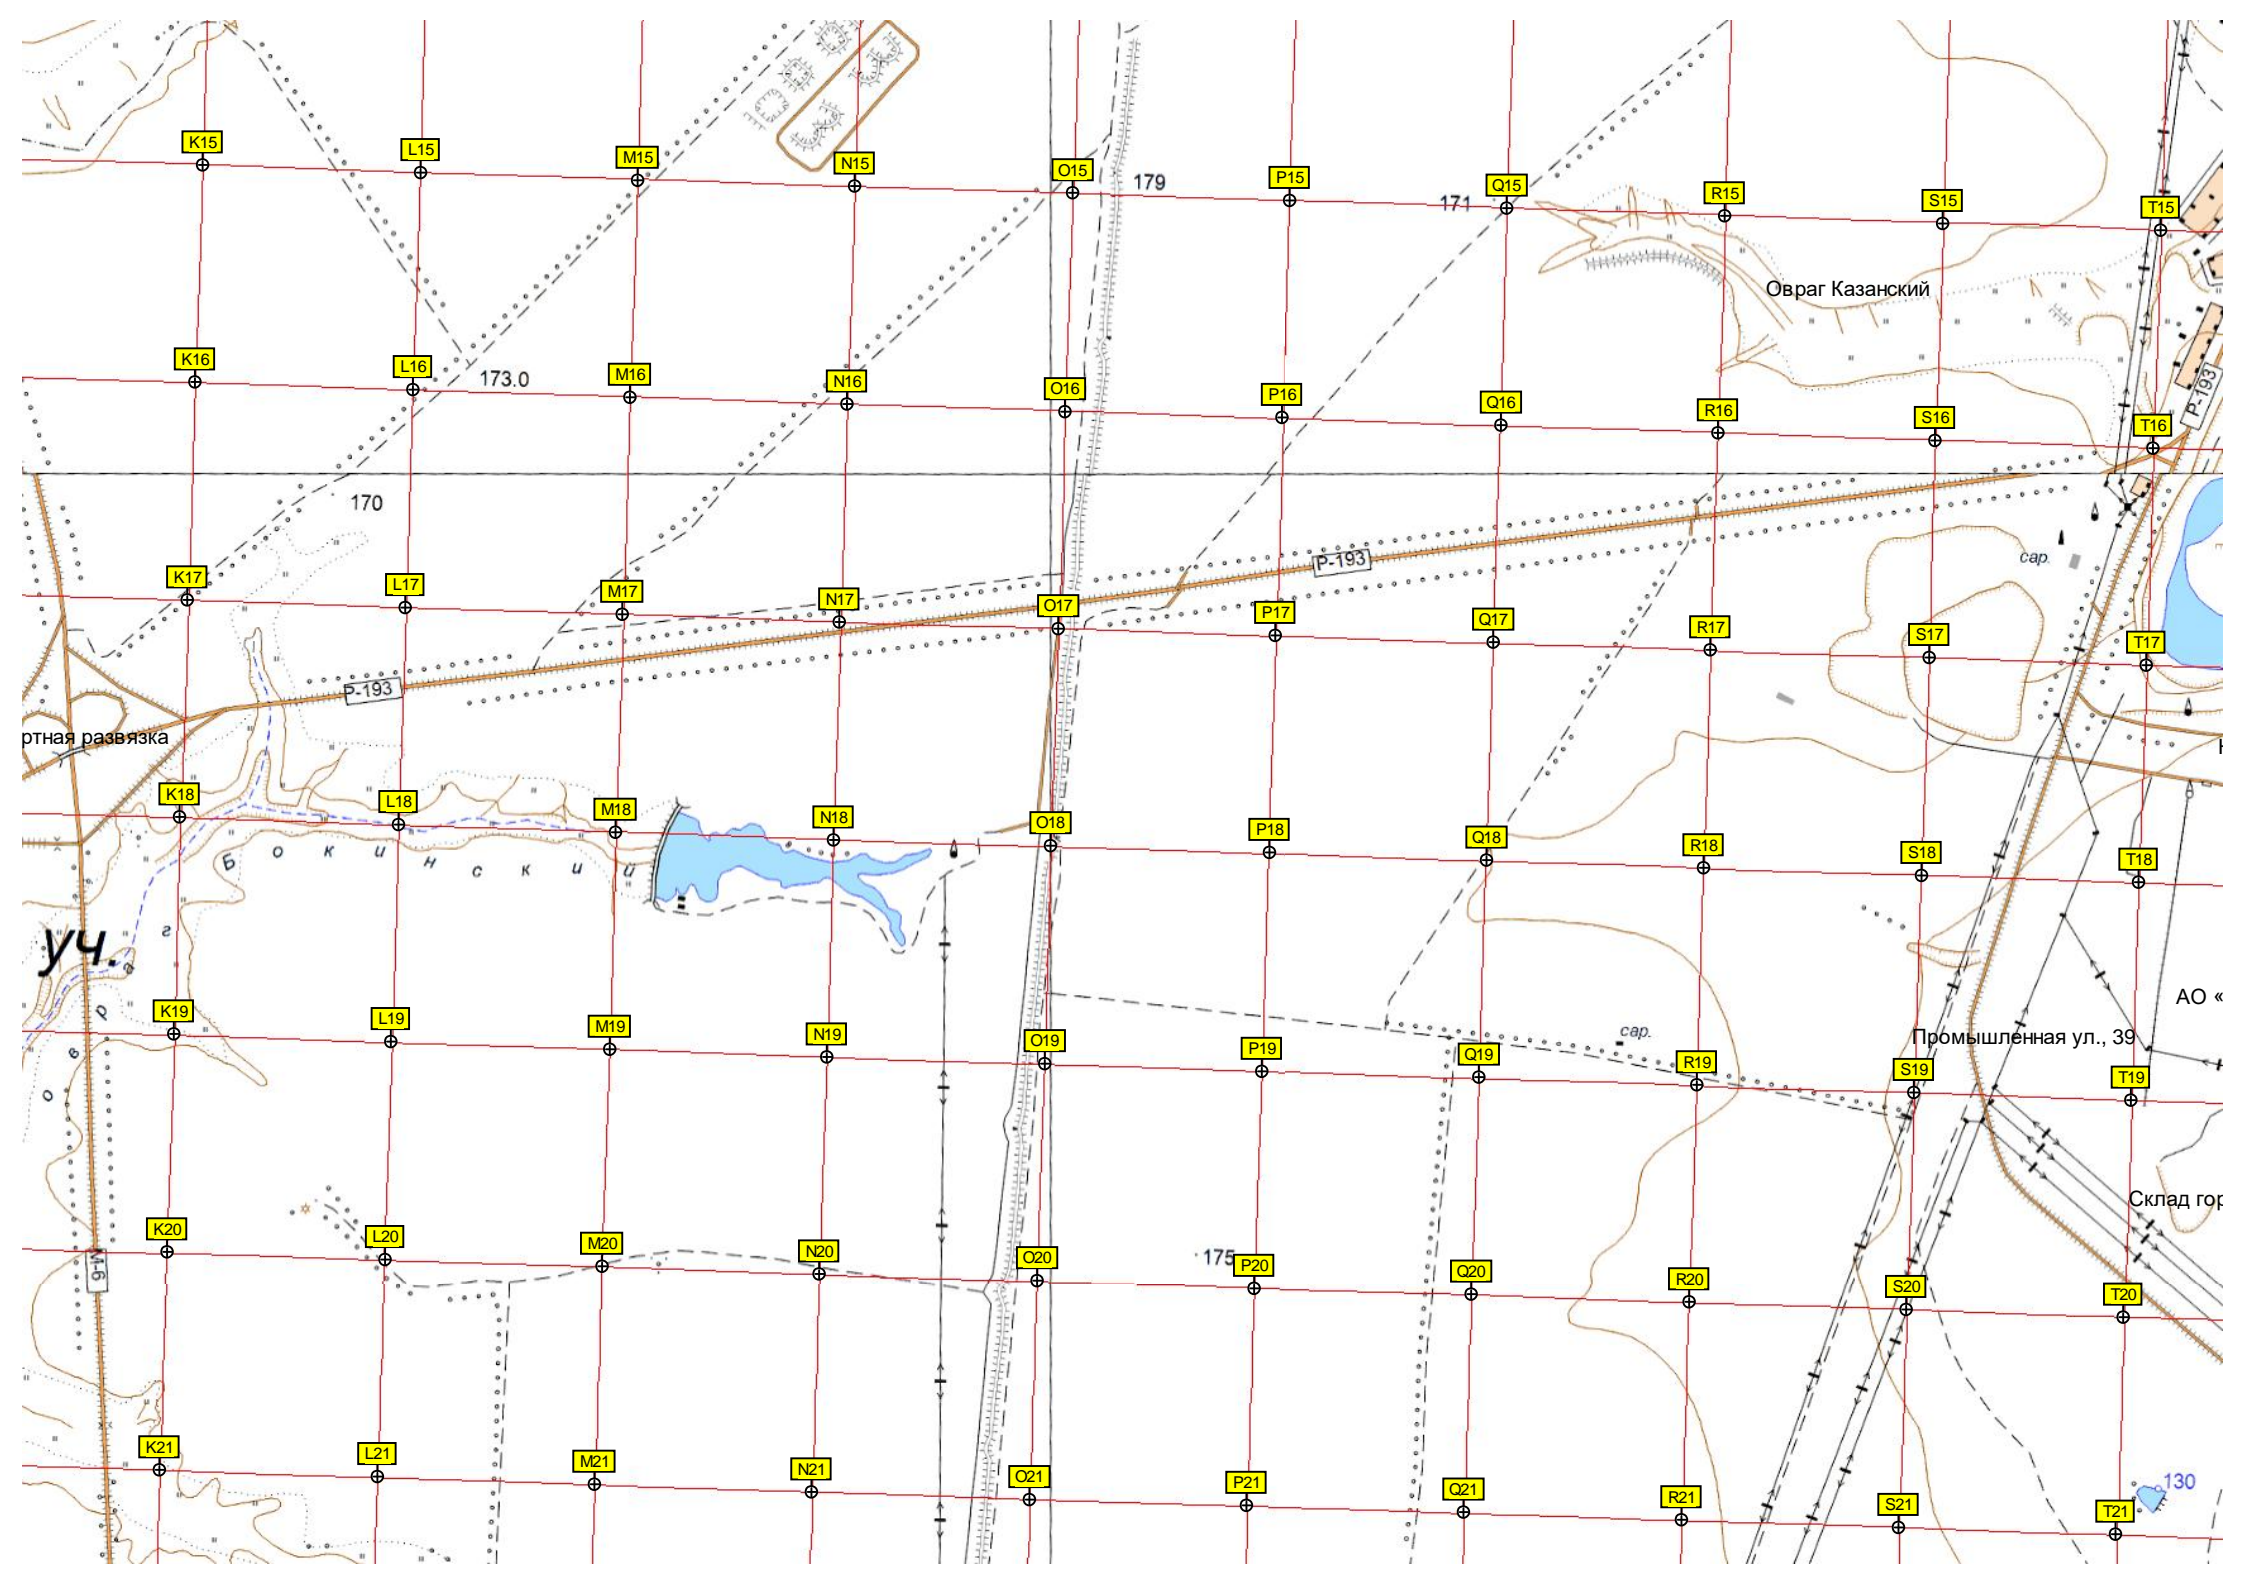 K15 L15 M15 N15 O15 179 P15 171 Q15 R15 S15 T15
Овраг Казанский
K16 L16 173.0 M16 N16 O16 P16 Q16 R16 S16 T16
Р-193
170
сар.
Р-193
K17 L17 M17 N17 O17 P17 Q17 R17 S17 T17
Р-193
ртная развязка
K18 L18 M18 N18 O18 P18 Q18 R18 S18 T18
Бокинский
овраг
уч.
АО «
сар.
Промышленная ул., 39
K19 L19 M19 N19 O19 P19 Q19 R19 S19 T19
Склад гор
K20 L20 M20 N20 O20 175 P20 Q20 R20 S20 T20
М-6
K21 L21 M21 N21 O21 P21 Q21 R21 S21 T21
130